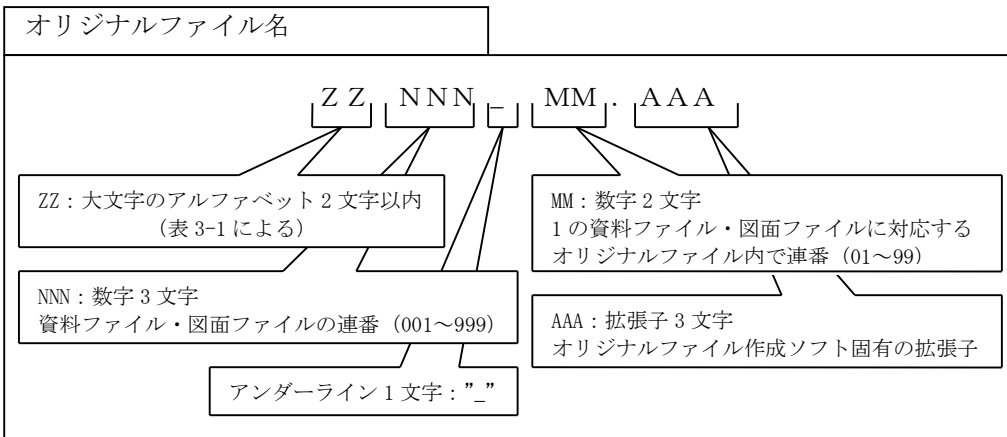 オリジナルファイル名
ＺＺ ＮＮＮ _ ＭＭ . ＡＡＡ
ZZ：大文字のアルファベット 2 文字以内
（表 3-1 による）
MM：数字 2 文字
1 の資料ファイル・図面ファイルに対応する
オリジナルファイル内で連番（01～99）
NNN：数字 3 文字
資料ファイル・図面ファイルの連番（001～999）
AAA：拡張子 3 文字
オリジナルファイル作成ソフト固有の拡張子
アンダーライン 1 文字：”_”